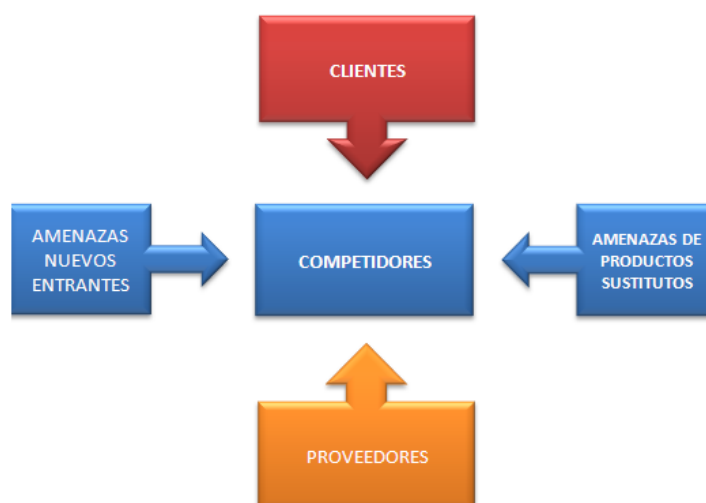 CLIENTES
AMENAZAS
NUEVOS
ENTRANTES
COMPETIDORES
AMENAZAS DE
PRODUCTOS
SUSTITUTOS
PROVEEDORES